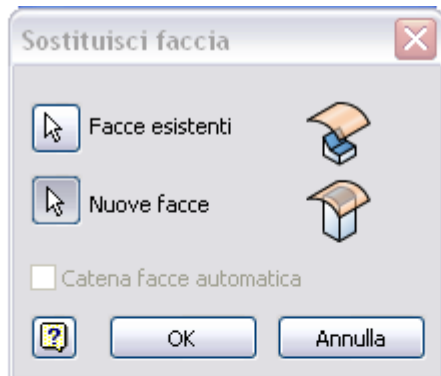 Sostituisci faccia
Facce esistenti
Nuove facce
Catena facce automatica
? OK Annulla